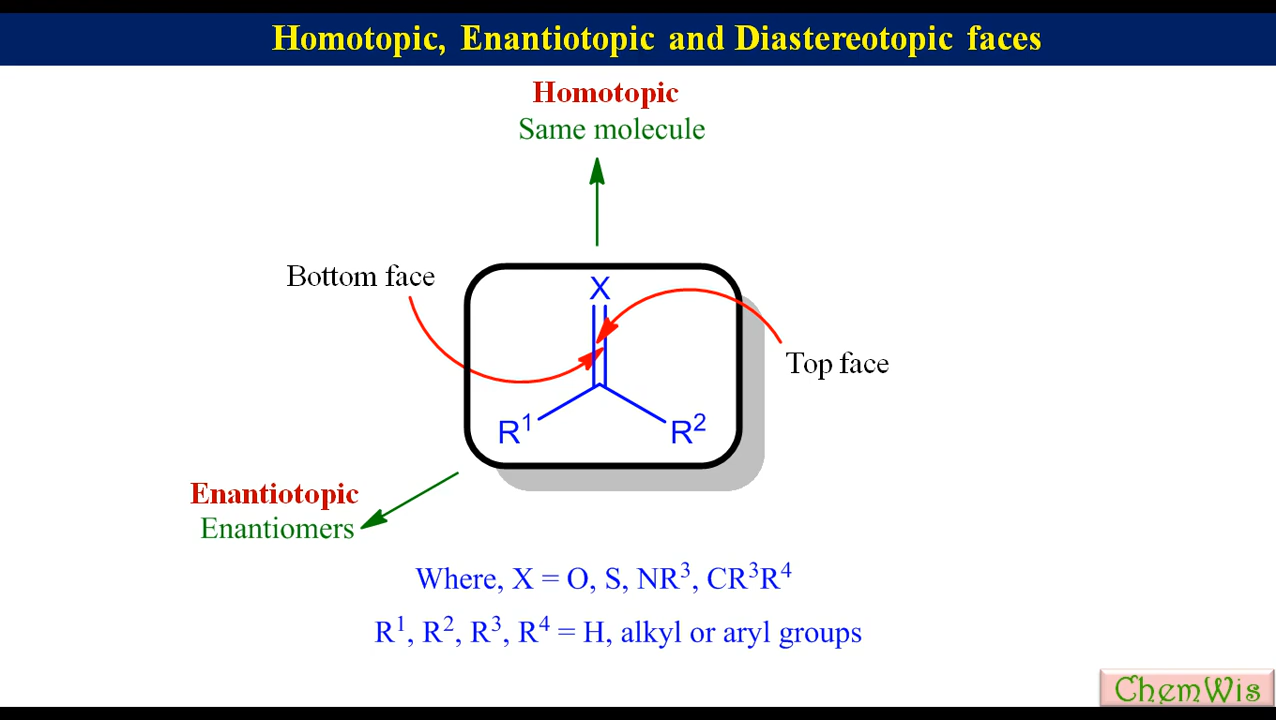 Homotopic, Enantiotopic and Diastereotopic faces
Homotopic
Same molecule
Bottom face
X
Top face
R¹
R²
Enantiotopic
Enantiomers
Where, X = O, S, NR³, CR³R⁴
R¹, R², R³, R⁴ = H, alkyl or aryl groups
ChemWis